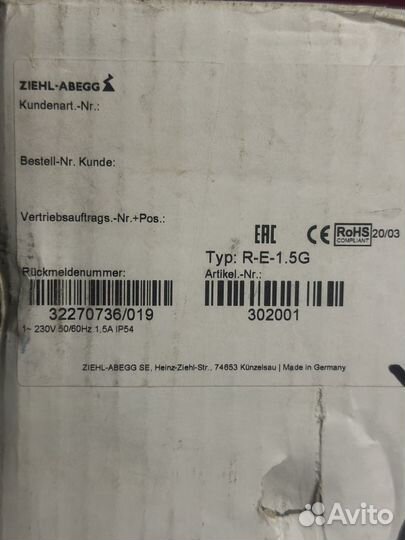 ZIEHL-ABEGG
Kundenart.-Nr.:
Bestell-Nr. Kunde:
Vertriebsauftrags.-Nr.+Pos.:
EAC CE RoHS COMPLIANT 20/03
Typ: R-E-1.5G
Rückmeldenummer: Artikel.-Nr.:
32270736/019 302001
1~ 230V 50/60Hz 1,5A IP54
ZIEHL-ABEGG SE, Heinz-Ziehl-Str., 74653 Künzelsau | Made in Germany
Avito